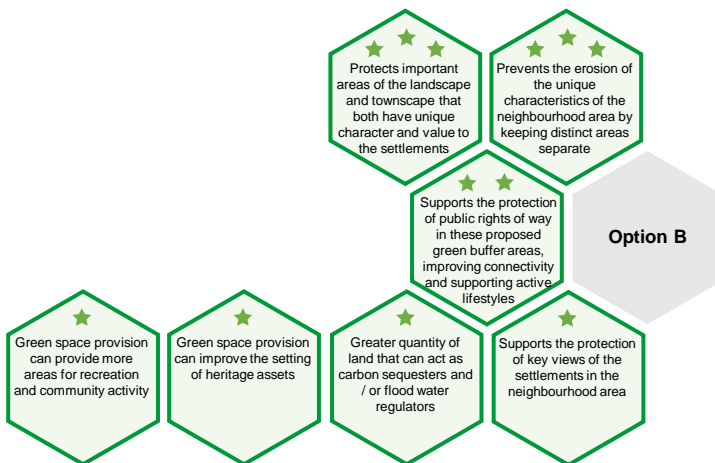 Protects important
areas of the landscape
and townscape that
both have unique
character and value to
the settlements
Prevents the erosion of
the unique
characteristics of the
neighbourhood area by
keeping distinct areas
separate
Supports the protection
of public rights of way
in these proposed
green buffer areas,
improving connectivity
and supporting active
lifestyles
Option B
Green space provision
can provide more
areas for recreation
and community activity
Green space provision
can improve the setting
of heritage assets
Greater quantity of
land that can act as
carbon sequesters and
/ or flood water
regulators
Supports the protection
of key views of the
settlements in the
neighbourhood area